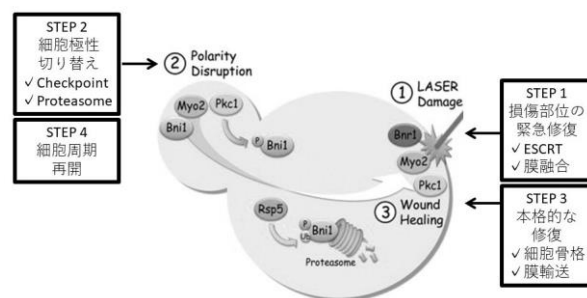 STEP 2
細胞極性
切り替え
✓ Checkpoint
✓ Proteasome
STEP 4
細胞周期
再開
② Polarity
Disruption
Myo2
Pkc1
Bni1
P
Bni1
① LASER
Damage
Bnr1
Myo2
Pkc1
③ Wound
Healing
Rsp5
P
Bni1
Ub
Proteasome
STEP 1
損傷部位の
緊急修復
✓ ESCRT
✓ 膜融合
STEP 3
本格的な
修復
✓ 細胞骨格
✓ 膜輸送